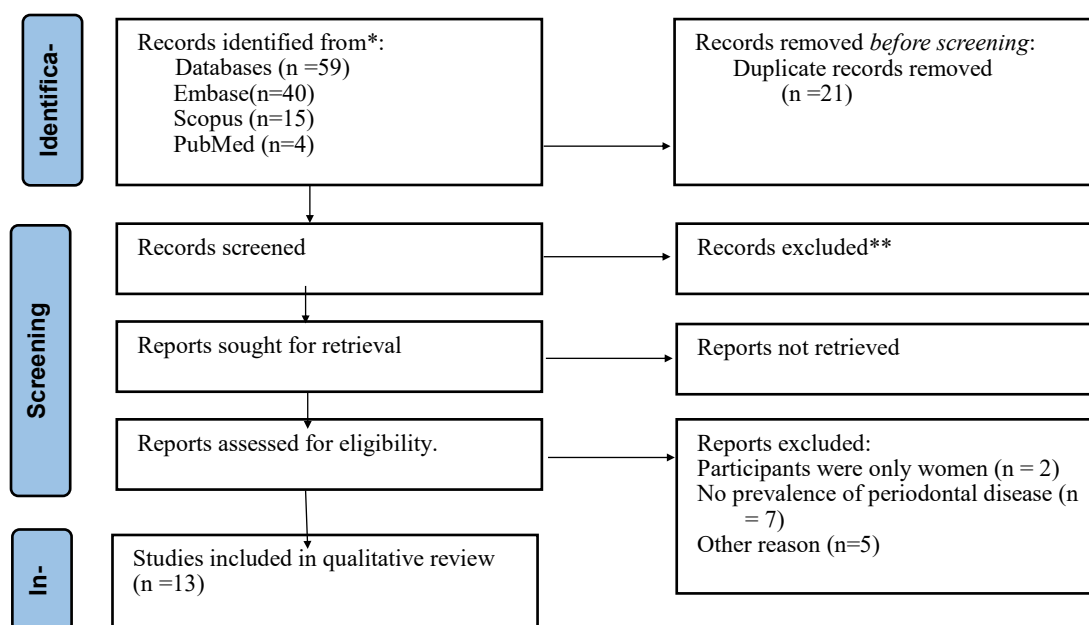 Identifica-
Records identified from*:
Databases (n =59)
Embase(n=40)
Scopus (n=15)
PubMed (n=4)
Records removed before screening:
Duplicate records removed
(n =21)
Screening
Records screened
Records excluded**
Reports sought for retrieval
Reports not retrieved
Reports assessed for eligibility.
Reports excluded:
Participants were only women (n = 2)
No prevalence of periodontal disease (n
= 7)
Other reason (n=5)
In-
Studies included in qualitative review
(n =13)